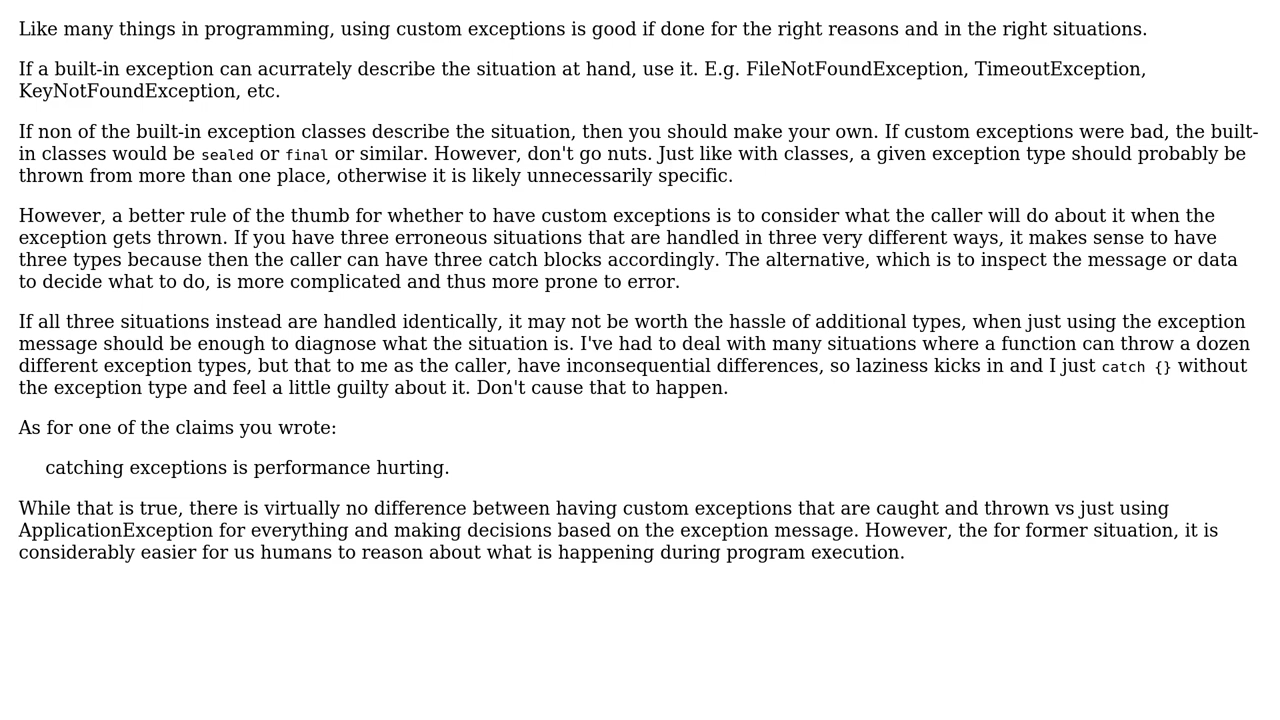 Like many things in programming, using custom exceptions is good if done for the right reasons and in the right situations.
If a built-in exception can acurrately describe the situation at hand, use it. E.g. FileNotFoundException, TimeoutException,
KeyNotFoundException, etc.
If non of the built-in exception classes describe the situation, then you should make your own. If custom exceptions were bad, the built-
in classes would be sealed or final or similar. However, don't go nuts. Just like with classes, a given exception type should probably be
thrown from more than one place, otherwise it is likely unnecessarily specific.
However, a better rule of the thumb for whether to have custom exceptions is to consider what the caller will do about it when the
exception gets thrown. If you have three erroneous situations that are handled in three very different ways, it makes sense to have
three types because then the caller can have three catch blocks accordingly. The alternative, which is to inspect the message or data
to decide what to do, is more complicated and thus more prone to error.
If all three situations instead are handled identically, it may not be worth the hassle of additional types, when just using the exception
message should be enough to diagnose what the situation is. I've had to deal with many situations where a function can throw a dozen
different exception types, but that to me as the caller, have inconsequential differences, so laziness kicks in and I just catch {} without
the exception type and feel a little guilty about it. Don't cause that to happen.
As for one of the claims you wrote:
catching exceptions is performance hurting.
While that is true, there is virtually no difference between having custom exceptions that are caught and thrown vs just using
ApplicationException for everything and making decisions based on the exception message. However, the for former situation, it is
considerably easier for us humans to reason about what is happening during program execution.